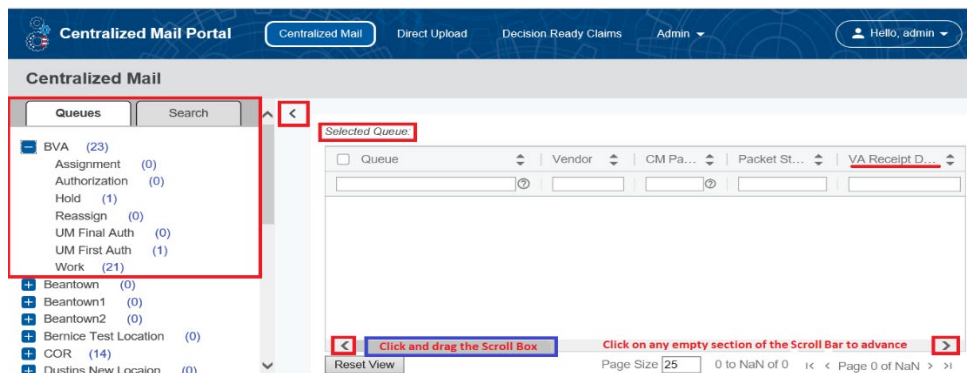 Centralized Mail Portal Centralized Mail Direct Upload Decision Ready Claims Admin Hello, admin
Centralized Mail
Queues Search
Selected Queue:
BVA (23)
Assignment (0)
Authorization (0)
Hold (1)
Reassign (0)
UM Final Auth (0)
UM First Auth (1)
Work (21)
Beantown (0)
Beantown1 (0)
Beantown2 (0)
Bernice Test Location (0)
COR (14)
Dustins New Locaion (0)
Queue Vendor CM Pa... Packet St... VA Receipt D...
Click and drag the Scroll Box Click on any empty section of the Scroll Bar to advance
Reset View Page Size 25 0 to NaN of 0 Page 0 of NaN